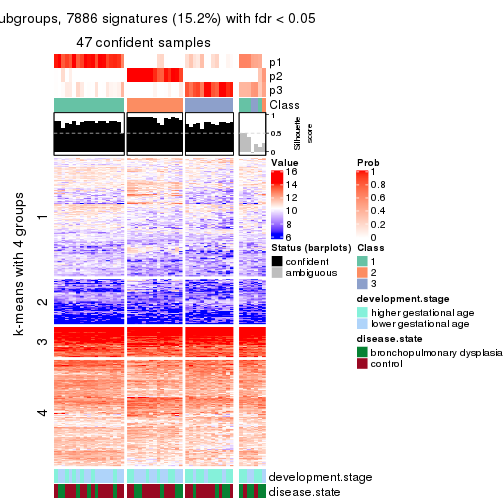 ubgroups, 7886 signatures (15.2%) with fdr < 0.05
47 confident samples
p1
p2
p3
Class
1
0.5
0
Silhouette
score
k-means with 4 groups
1
2
3
4
Value
16
14
12
10
8
6
Prob
1
0.8
0.6
0.4
0.2
0
Status (barplots)
confident
ambiguous
Class
1
2
3
development.stage
higher gestational age
lower gestational age
disease.state
bronchopulmonary dysplasia
control
development.stage
disease.state